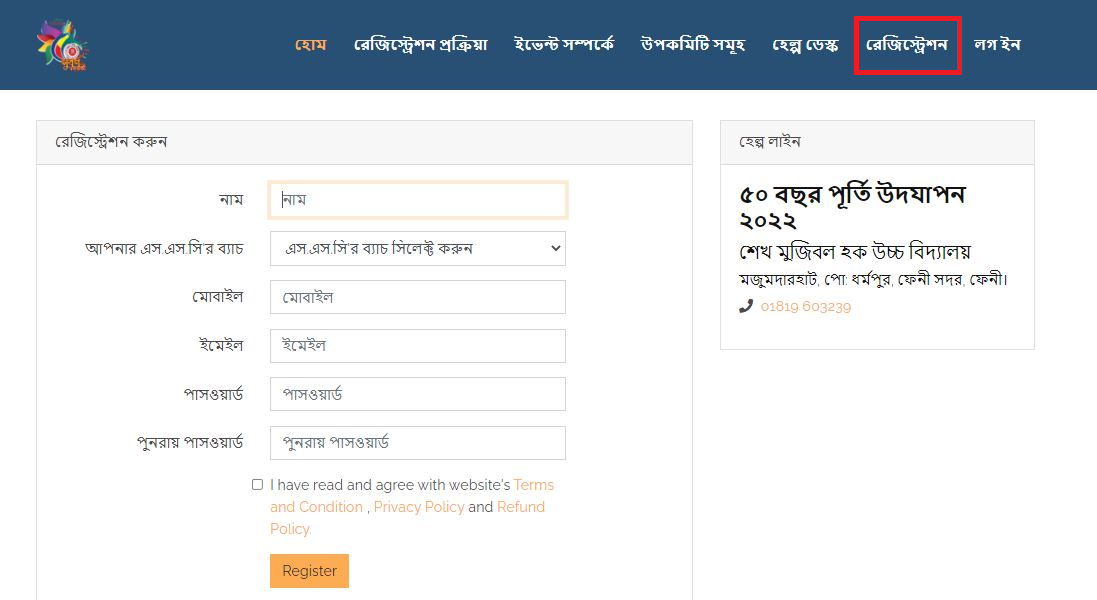 হোম রেজিস্ট্রেশন প্রক্রিয়া ইভেন্ট সম্পর্কে উপকমিটি সমূহ হেল্প ডেস্ক রেজিস্ট্রেশন লগ ইন
রেজিস্ট্রেশন করুন
নাম নাম
আপনার এস.এস.সি'র ব্যাচ এস.এস.সি'র ব্যাচ সিলেক্ট করুন
মোবাইল মোবাইল
ইমেইল ইমেইল
পাসওয়ার্ড পাসওয়ার্ড
পুনরায় পাসওয়ার্ড পুনরায় পাসওয়ার্ড
I have read and agree with website's Terms
and Condition , Privacy Policy and Refund
Policy.
Register
হেল্প লাইন
৫০ বছর পূর্তি উদযাপন
২০২২
শেখ মুজিবল হক উচ্চ বিদ্যালয়
মজুমদারহাট, পো: ধর্মপুর, ফেনী সদর, ফেনী।
01819 603239